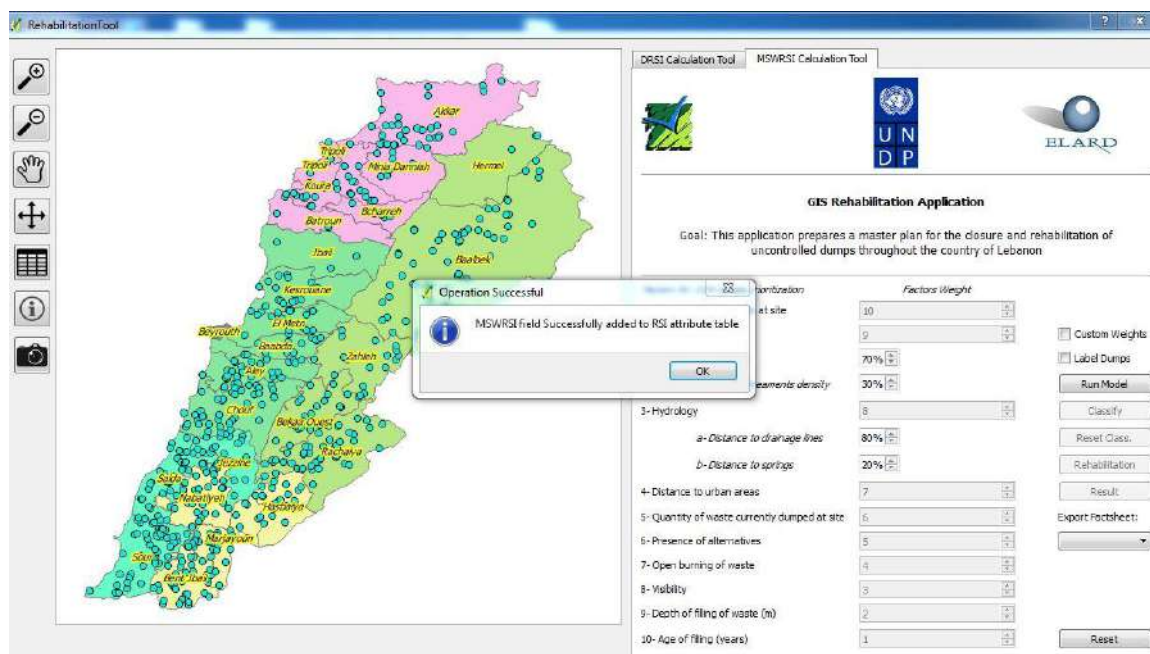 RehabilitationTool
DRSI Calculation Tool
MSWRSI Calculation Tool
U N
D P
ELARD
GIS Rehabilitation Application
Goal: This application prepares a master plan for the closure and rehabilitation of
uncontrolled dumps throughout the country of Lebanon
Factors Weight
at site
10
9
Custom Weights
70%
Label Dumps
density
30%
Run Model
3- Hydrology
8
Classify
a- Distance to drainage lines
80%
Reset Class.
b- Distance to springs
20%
Rehabilitation
4- Distance to urban areas
7
Result
5- Quantity of waste currently dumped at site
6
Export Factsheet:
6- Presence of alternatives
5
7- Open burning of waste
4
8- Visibility
3
9- Depth of filling of waste (m)
2
10- Age of filling (years)
1
Reset
Operation Successful
MSWRSI field Successfully added to RSI attribute table
OK
Akkar
Tripoli
Tripoli
Minie Danniah
Hermel
Koura
Bcharreh
Batroun
Jbail
Baalbek
Kesrouane
El Metn
Beyrouth
Baabda
Zahleh
Aley
Chouf
Bekaa Ouest
Rachaiya
Jezzine
Saida
Nabatiyeh
Hasbaiya
Marjayoun
Sour
Bent Jbail